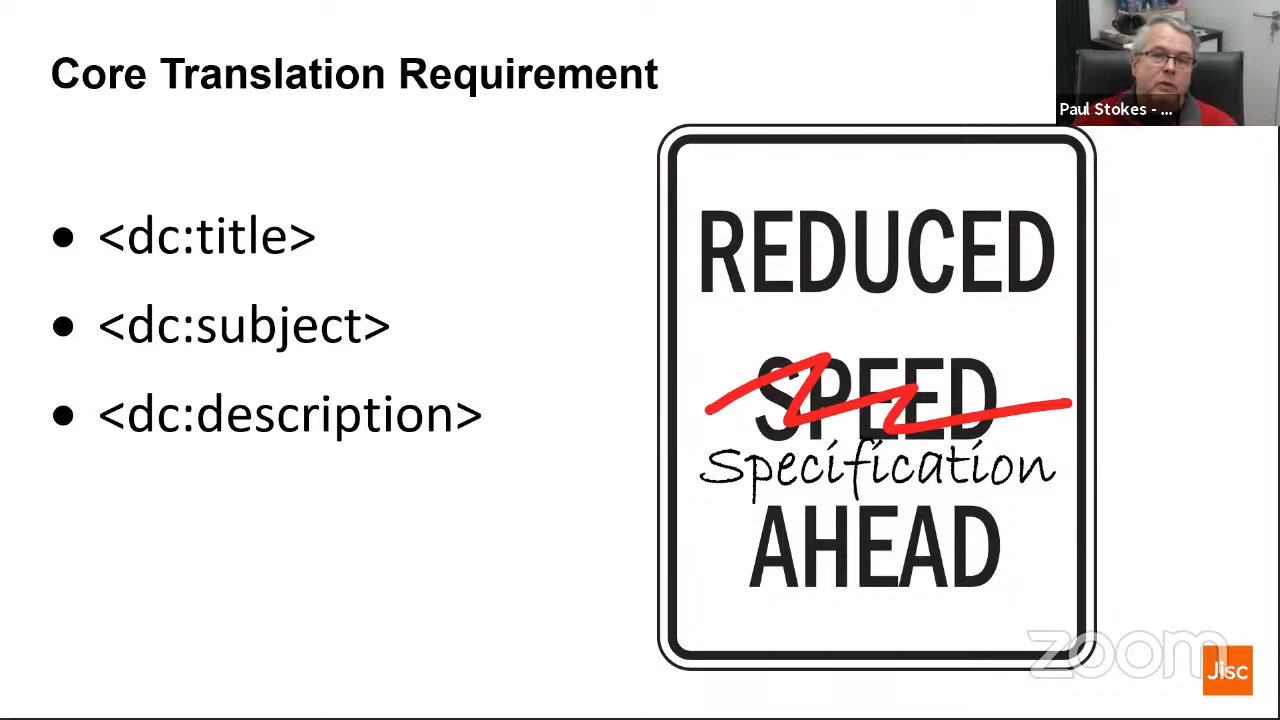 Core Translation Requirement
Paul Stokes - ...
• <dc:title>
• <dc:subject>
• <dc:description>
REDUCED
SPEED
Specification
AHEAD
zoom
Jisc